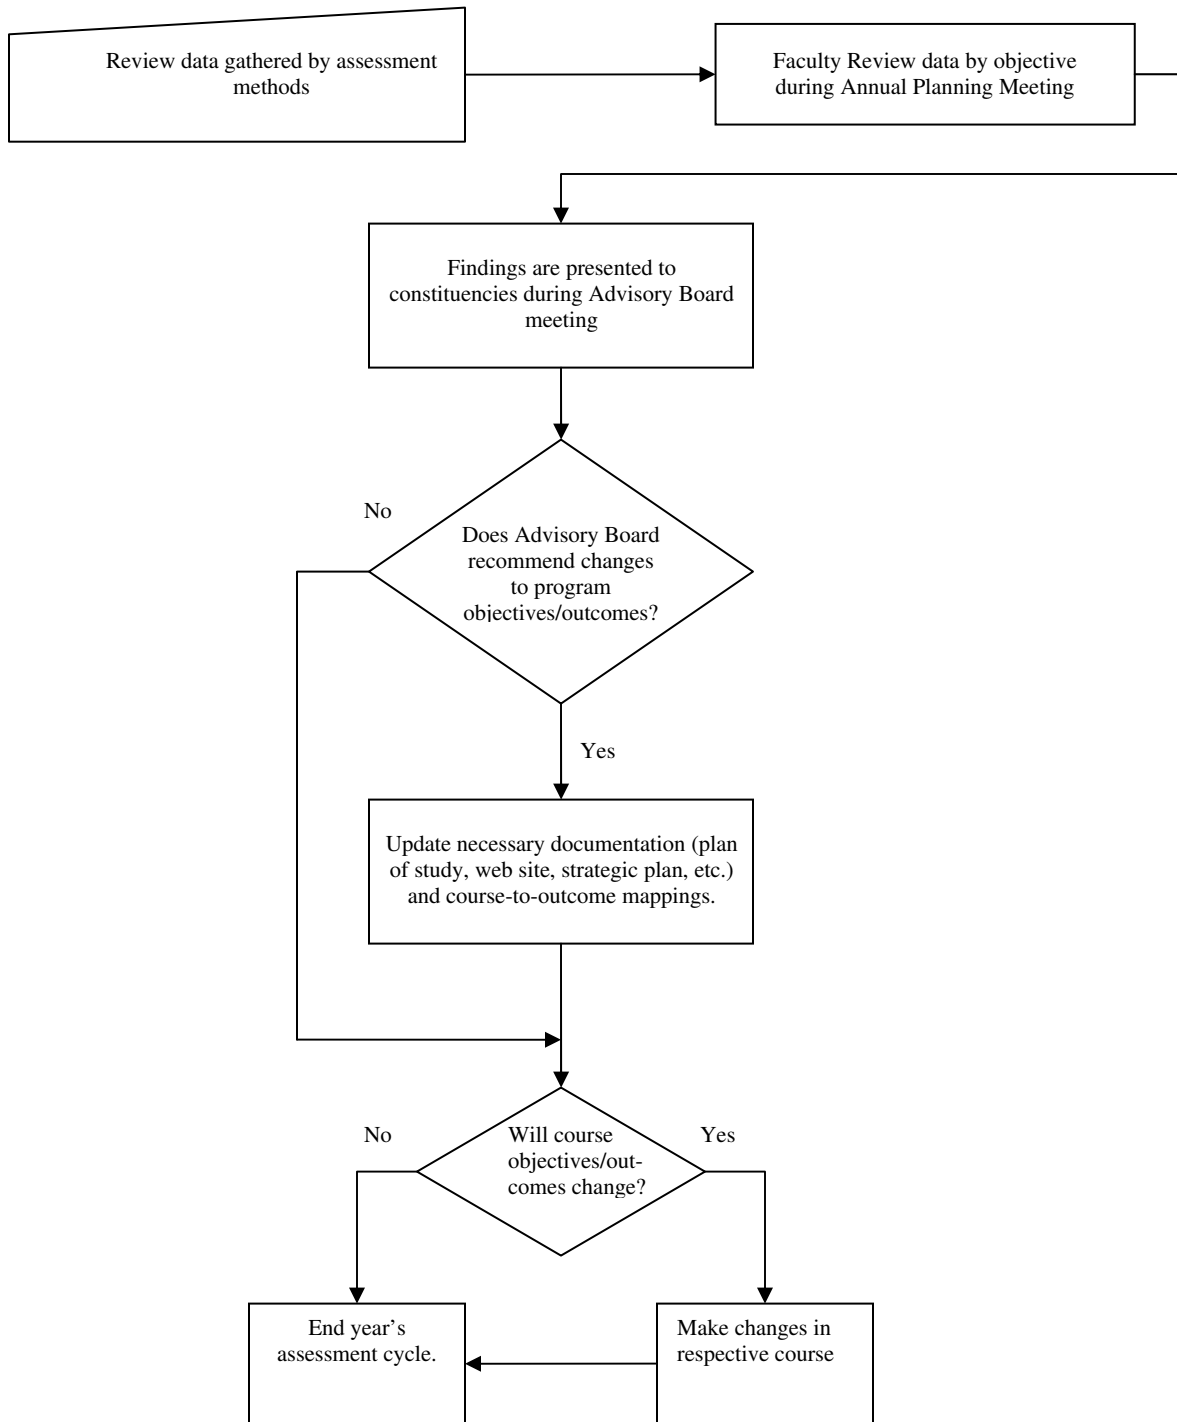 Review data gathered by assessment
methods
Faculty Review data by objective
during Annual Planning Meeting
Findings are presented to
constituencies during Advisory Board
meeting
No
Does Advisory Board
recommend changes
to program
objectives/outcomes?
Yes
Update necessary documentation (plan
of study, web site, strategic plan, etc.)
and course-to-outcome mappings.
No
Will course
objectives/out-
comes change?
Yes
End year’s
assessment cycle.
Make changes in
respective course